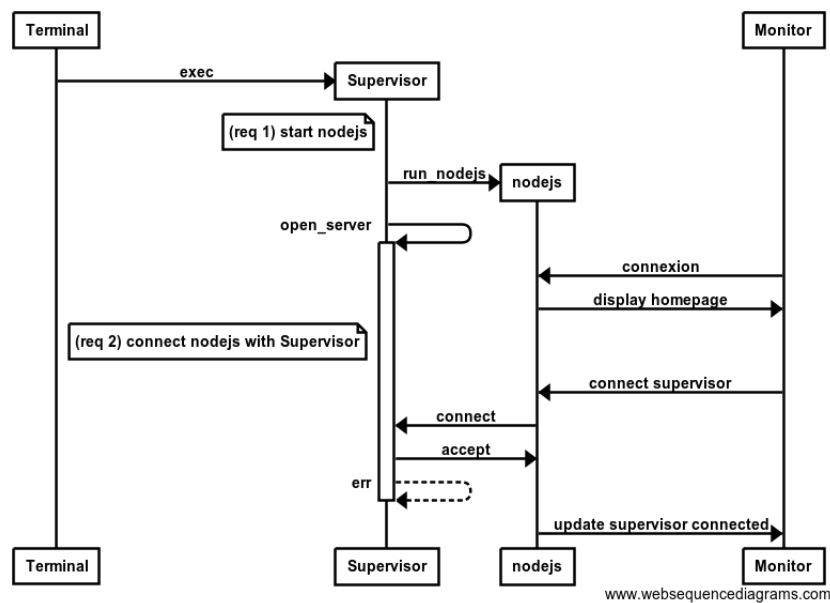 Terminal
Monitor
exec
Supervisor
(req 1) start nodejs
run_nodejs
nodejs
open_server
connexion
display homepage
(req 2) connect nodejs with Supervisor
connect supervisor
connect
accept
err
update supervisor connected
Terminal
Supervisor
nodejs
Monitor
www.websequencediagrams.com